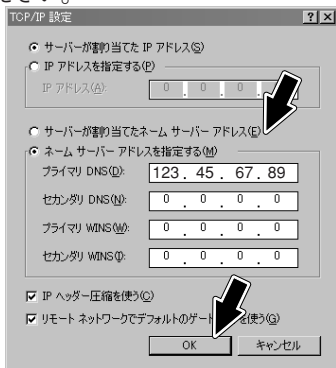 TCP/IP 設定
サーバーが割り当てた IP アドレス(S)
IP アドレスを指定する(P)
IP アドレス(A): 0 . 0 . 0 .
サーバーが割り当てたネーム サーバー アドレス(E)
ネーム サーバー アドレスを指定する(M)
プライマリ DNS(D): 123 . 45 . 67 . 89
セカンダリ DNS(N): 0 . 0 . 0 . 0
プライマリ WINS(W): 0 . 0 . 0 . 0
セカンダリ WINS(I): 0 . 0 . 0 . 0
IP ヘッダー圧縮を使う(C)
リモート ネットワークでデフォルトのゲート を使う(G)
OK キャンセル